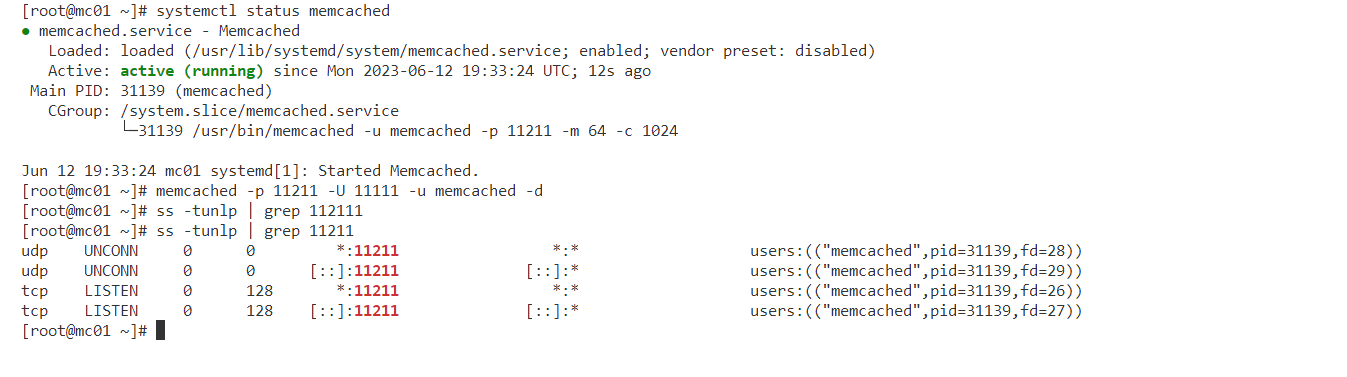 [root@mc01 ~]# systemctl status memcached
● memcached.service - Memcached
   Loaded: loaded (/usr/lib/systemd/system/memcached.service; enabled; vendor preset: disabled)
   Active: active (running) since Mon 2023-06-12 19:33:24 UTC; 12s ago
 Main PID: 31139 (memcached)
   CGroup: /system.slice/memcached.service
           └─31139 /usr/bin/memcached -u memcached -p 11211 -m 64 -c 1024
Jun 12 19:33:24 mc01 systemd[1]: Started Memcached.
[root@mc01 ~]# memcached -p 11211 -U 11111 -u memcached -d
[root@mc01 ~]# ss -tunlp | grep 112111
[root@mc01 ~]# ss -tunlp | grep 11211
udp    UNCONN     0      0         *:11211                 *:*                   users:(("memcached",pid=31139,fd=28))
udp    UNCONN     0      0      [::]:11211              [::]:*                   users:(("memcached",pid=31139,fd=29))
tcp    LISTEN     0      128       *:11211                 *:*                   users:(("memcached",pid=31139,fd=26))
tcp    LISTEN     0      128    [::]:11211              [::]:*                   users:(("memcached",pid=31139,fd=27))
[root@mc01 ~]#